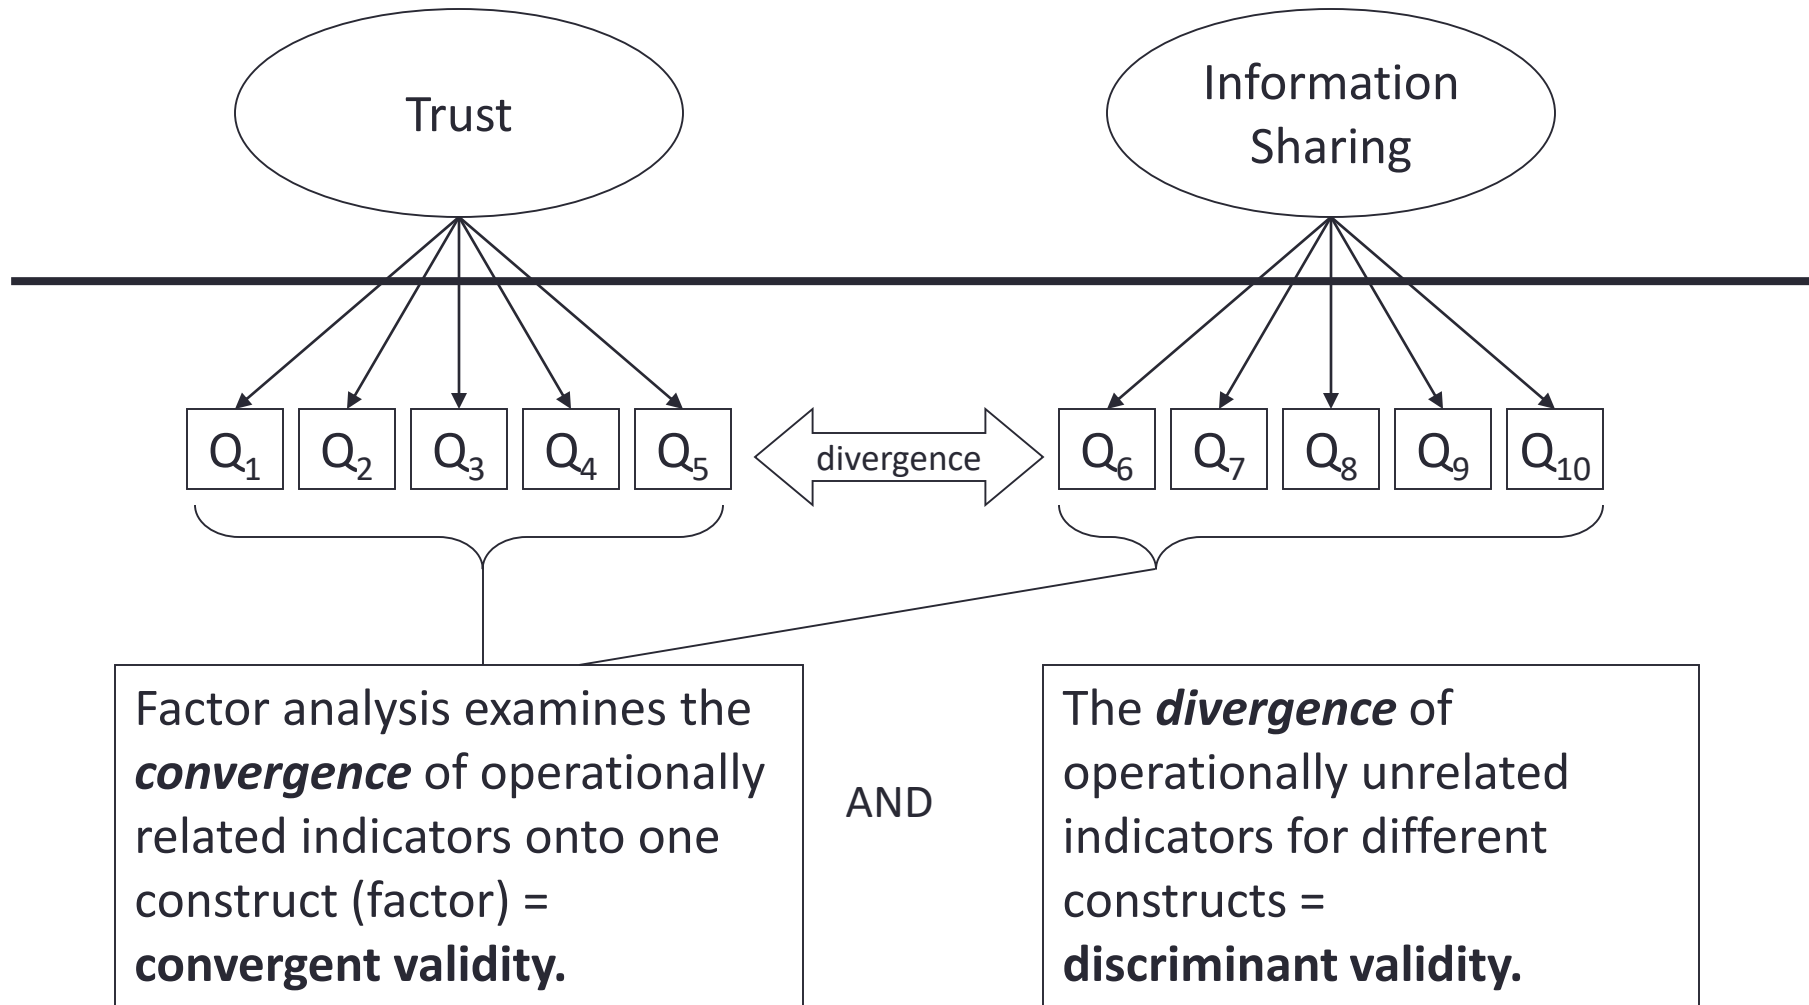 Trust
Information
Sharing
Q1 Q2 Q3 Q4 Q5
divergence
Q6 Q7 Q8 Q9 Q10
Factor analysis examines the
convergence of operationally
related indicators onto one
construct (factor) =
convergent validity.
AND
The divergence of
operationally unrelated
indicators for different
constructs =
discriminant validity.